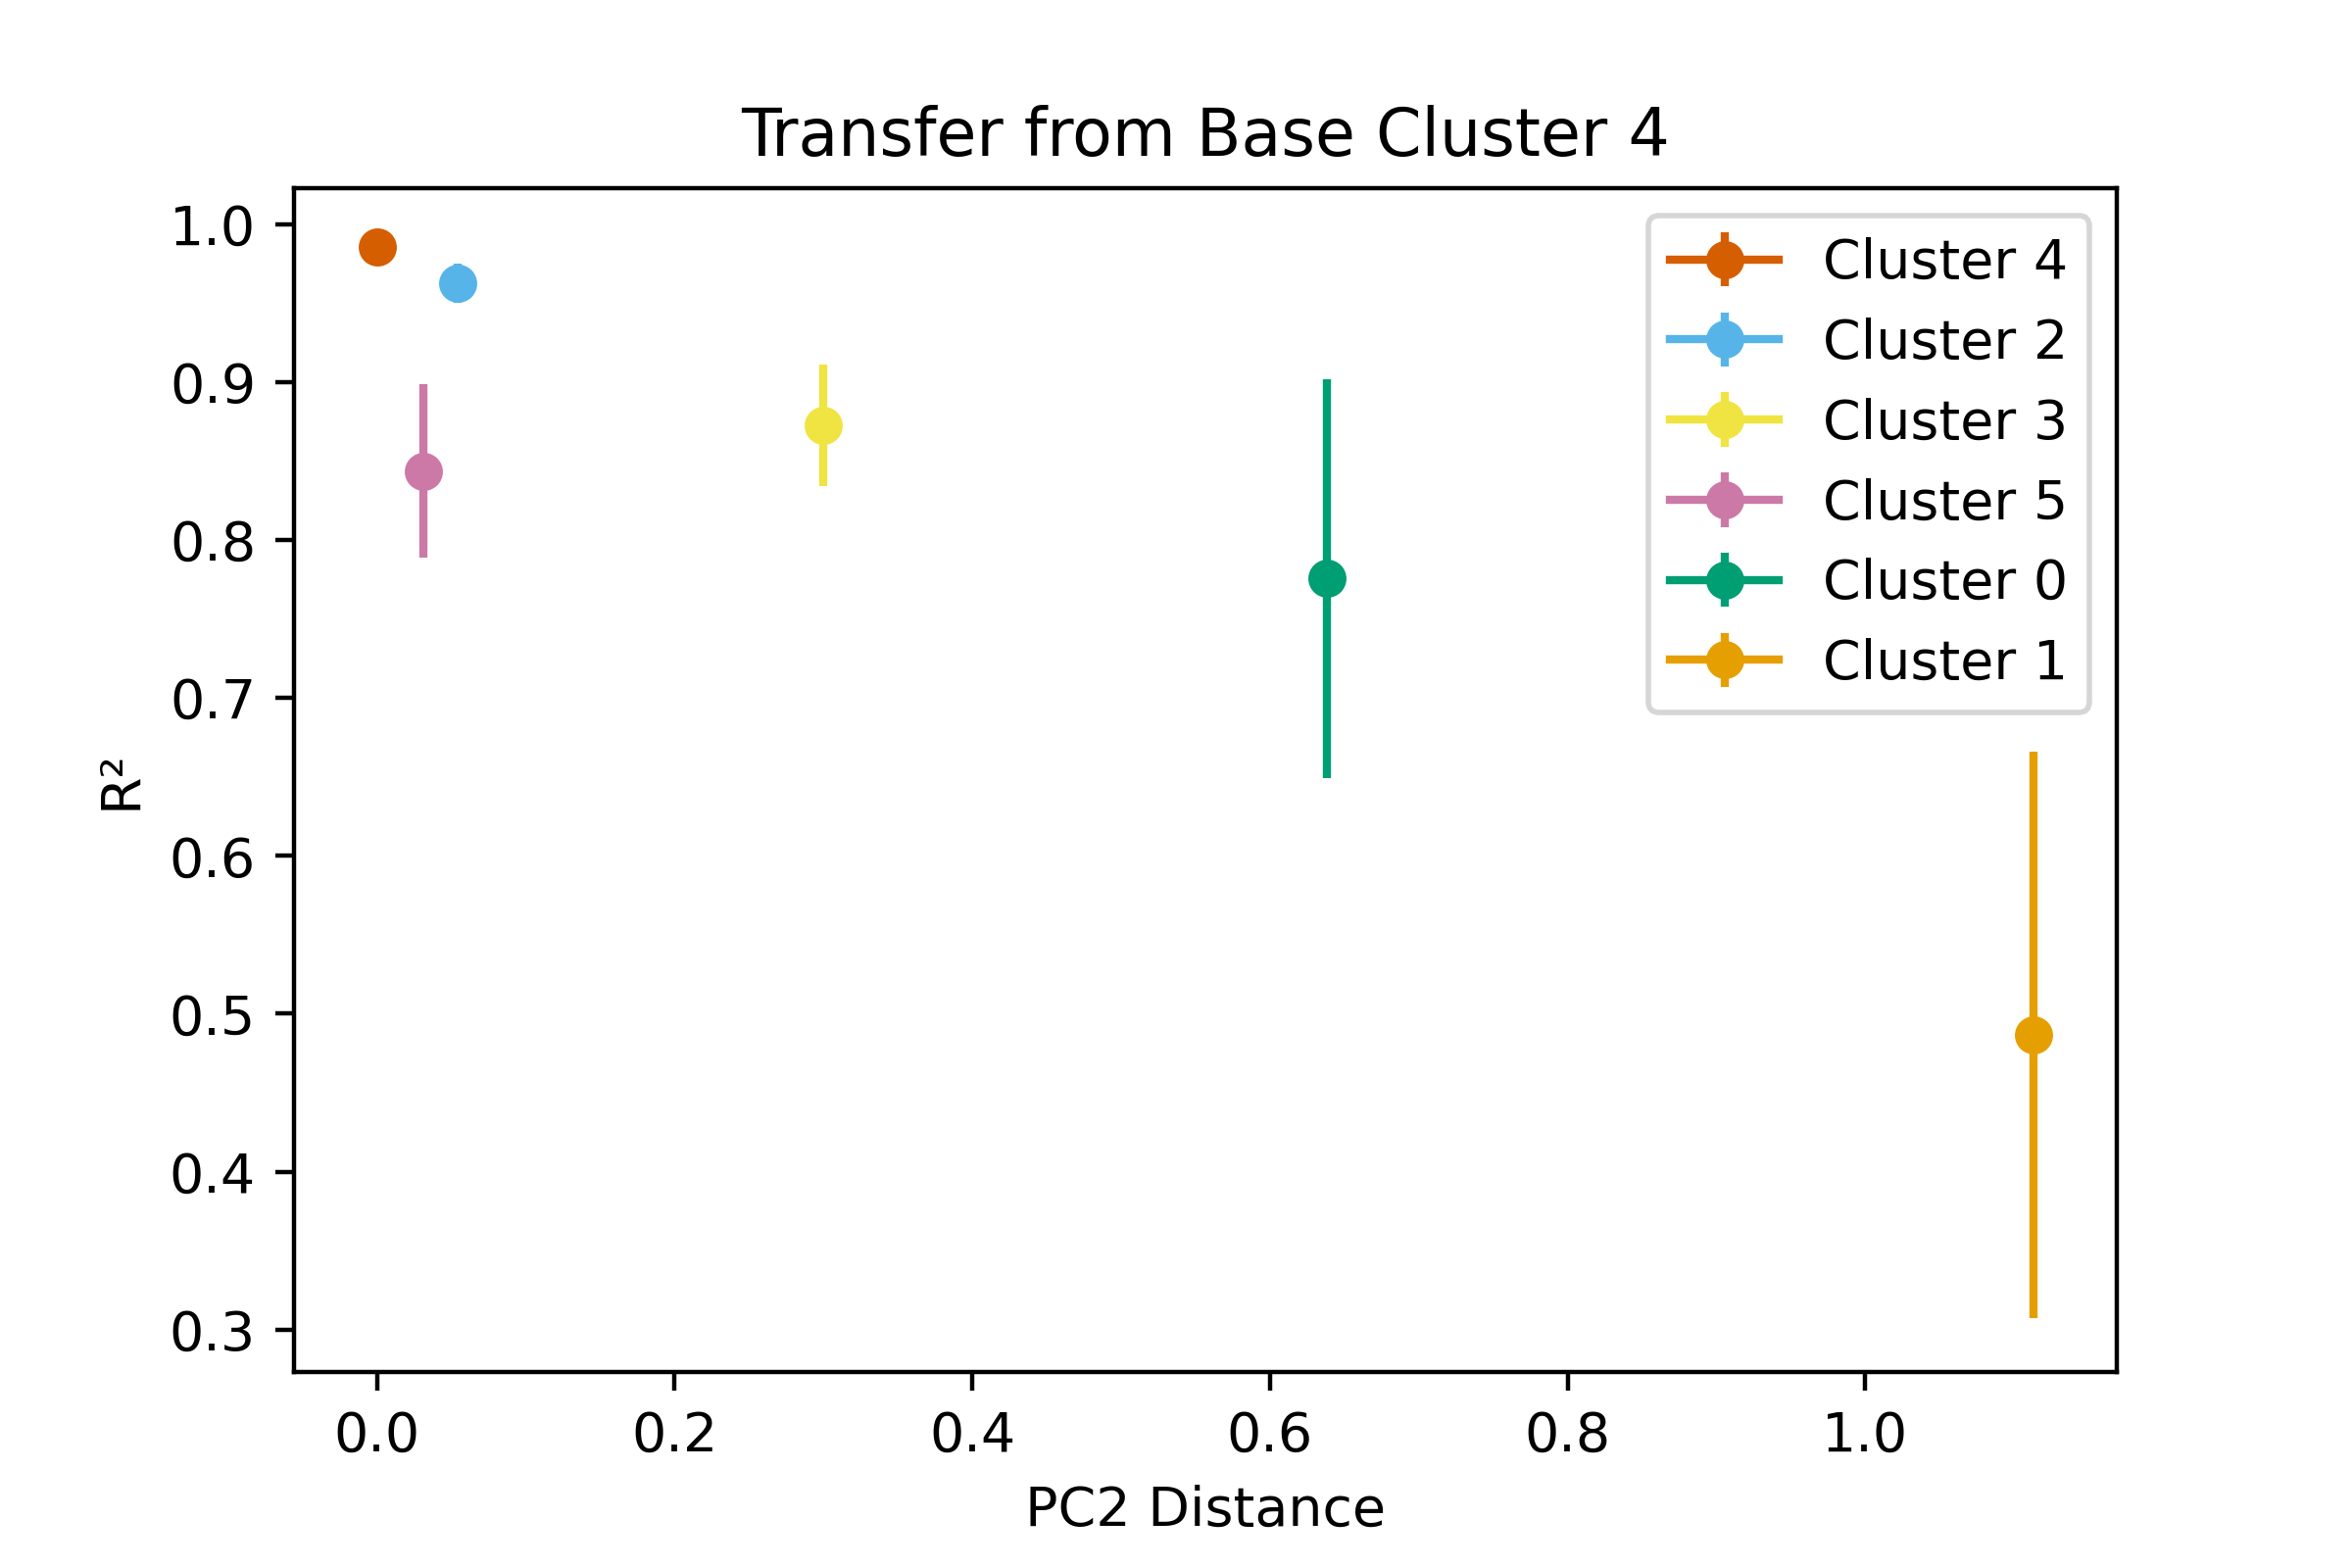 Transfer from Base Cluster 4
1.0
0.9
0.8
0.7
0.6
0.5
0.4
0.3
R²
Cluster 4
Cluster 2
Cluster 3
Cluster 5
Cluster 0
Cluster 1
0.0 0.2 0.4 0.6 0.8 1.0
PC2 Distance